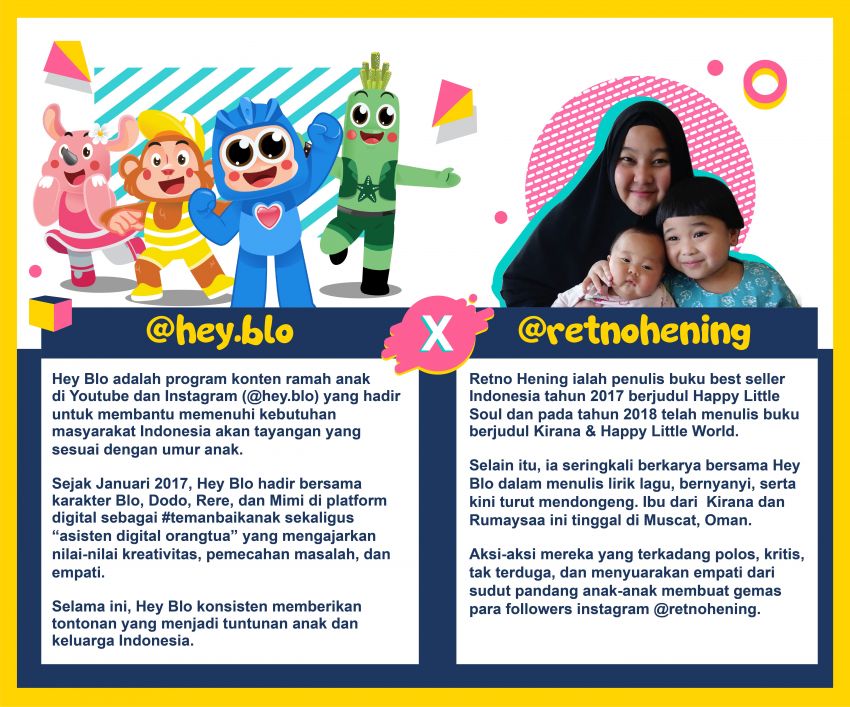 @hey.blo
X
@retnohening
Hey Blo adalah program konten ramah anak
di Youtube dan Instagram (@hey.blo) yang hadir
untuk membantu memenuhi kebutuhan
masyarakat Indonesia akan tayangan yang
sesuai dengan umur anak.
Sejak Januari 2017, Hey Blo hadir bersama
karakter Blo, Dodo, Rere, dan Mimi di platform
digital sebagai #temanbaikanak sekaligus
“asisten digital orangtua” yang mengajarkan
nilai-nilai kreativitas, pemecahan masalah, dan
empati.
Selama ini, Hey Blo konsisten memberikan
tontonan yang menjadi tuntunan anak dan
keluarga Indonesia.
Retno Hening ialah penulis buku best seller
Indonesia tahun 2017 berjudul Happy Little
Soul dan pada tahun 2018 telah menulis buku
berjudul Kirana & Happy Little World.
Selain itu, ia seringkali berkarya bersama Hey
Blo dalam menulis lirik lagu, bernyanyi, serta
kini turut mendongeng. Ibu dari  Kirana dan
Rumaysaa ini tinggal di Muscat, Oman.
Aksi-aksi mereka yang terkadang polos, kritis,
tak terduga, dan menyuarakan empati dari
sudut pandang anak-anak membuat gemas
para followers instagram @retnohening.